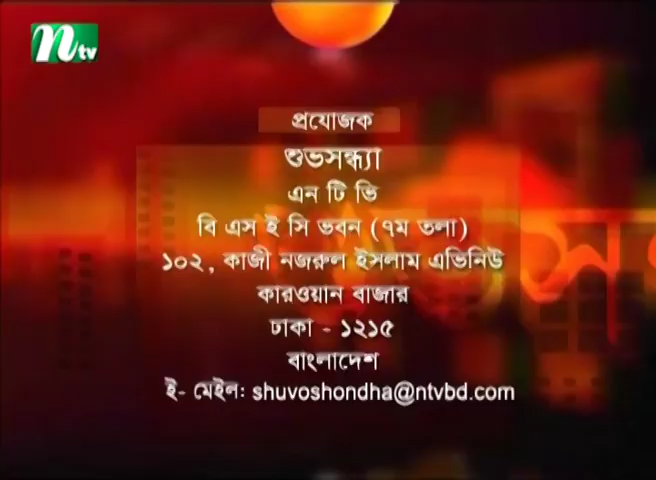 ntv
প্রযোজক
শুভসন্ধ্যা
এন টি ভি
বি এস ই সি ভবন (৭ম তলা)
১০২, কাজী নজরুল ইসলাম এভিনিউ
কারওয়ান বাজার
ঢাকা - ১২১৫
বাংলাদেশ
ই- মেইল: shuvoshondha@ntvbd.com